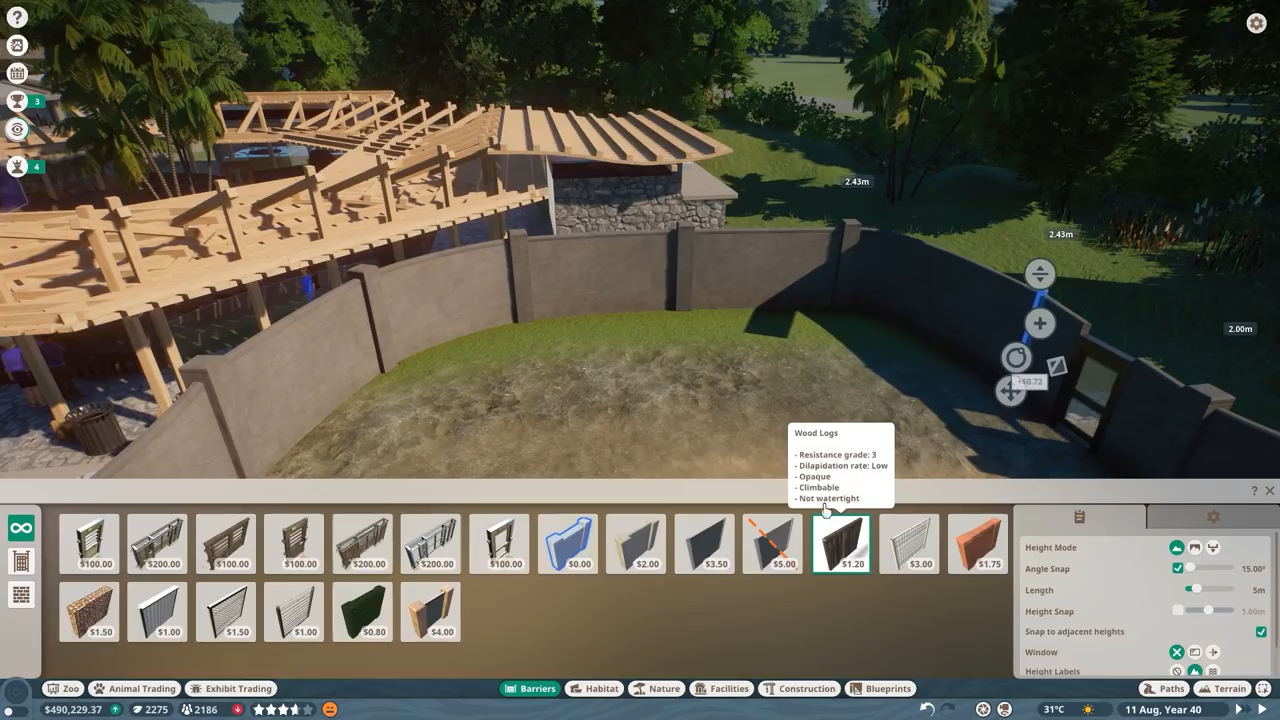 ?
3
4
2.43m
2.43m
2.00m
+$0.72
Wood Logs
- Resistance grade: 3
- Dilapidation rate: Low
- Opaque
- Climbable
- Not watertight
? ×
$100.00 $200.00 $100.00 $100.00 $200.00 $200.00 $100.00 $0.00 $2.00 $3.50 $5.00 $1.20 $3.00 $1.75
$1.50 $1.00 $1.50 $1.00 $0.80 $4.00
Height Mode
Angle Snap 15.00°
Length 5m
Height Snap 1.00m
Snap to adjacent heights
Window
Height Labels
Zoo Animal Trading Exhibit Trading Barriers Habitat Nature Facilities Construction Blueprints Paths Terrain
$490,229.37 2275 2186 31°C 11 Aug, Year 40